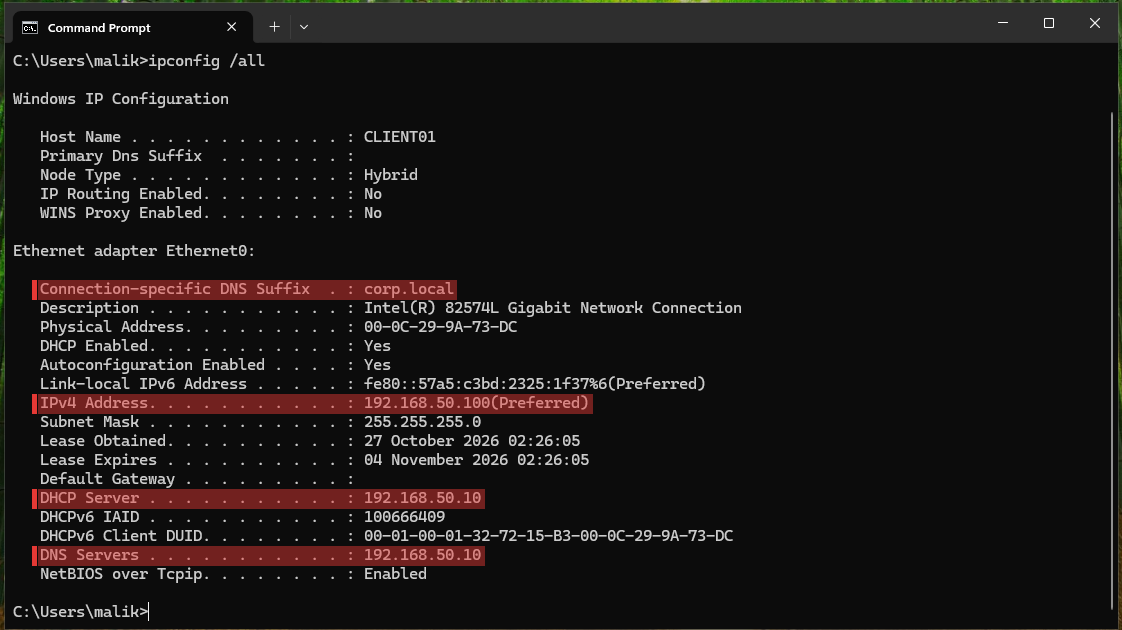 Command Prompt
C:\Users\malik>ipconfig /all
Windows IP Configuration
Host Name . . . . . . . . . . . . : CLIENT01
Primary Dns Suffix  . . . . . . . :
Node Type . . . . . . . . . . . . : Hybrid
IP Routing Enabled. . . . . . . . : No
WINS Proxy Enabled. . . . . . . . : No
Ethernet adapter Ethernet0:
Connection-specific DNS Suffix  . : corp.local
Description . . . . . . . . . . . : Intel(R) 82574L Gigabit Network Connection
Physical Address. . . . . . . . . : 00-0C-29-9A-73-DC
DHCP Enabled. . . . . . . . . . . : Yes
Autoconfiguration Enabled . . . . : Yes
Link-local IPv6 Address . . . . . : fe80::57a5:c3bd:2325:1f37%6(Preferred)
IPv4 Address. . . . . . . . . . . : 192.168.50.100(Preferred)
Subnet Mask . . . . . . . . . . . : 255.255.255.0
Lease Obtained. . . . . . . . . . : 27 October 2026 02:26:05
Lease Expires . . . . . . . . . . : 04 November 2026 02:26:05
Default Gateway . . . . . . . . . :
DHCP Server . . . . . . . . . . . : 192.168.50.10
DHCPv6 IAID . . . . . . . . . . . : 100666409
DHCPv6 Client DUID. . . . . . . . : 00-01-00-01-32-72-15-B3-00-0C-29-9A-73-DC
DNS Servers . . . . . . . . . . . : 192.168.50.10
NetBIOS over Tcpip. . . . . . . . : Enabled
C:\Users\malik>